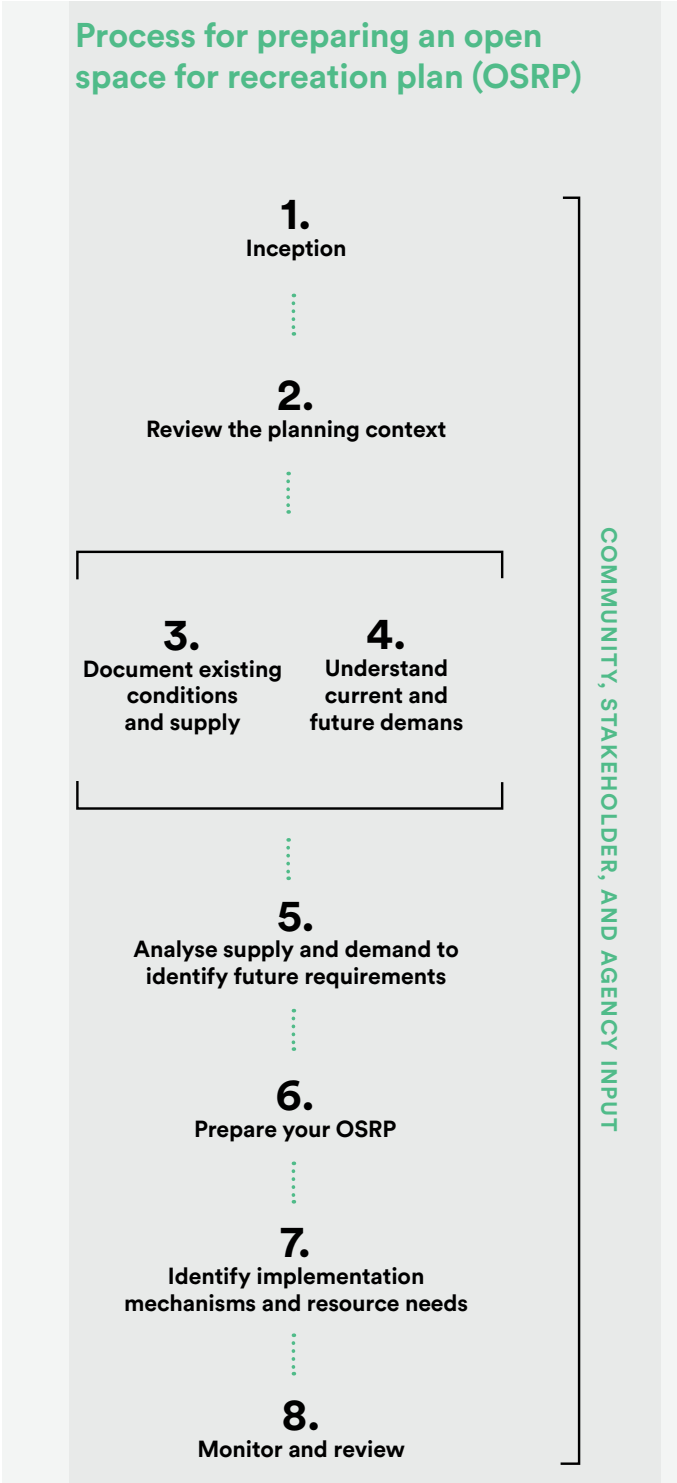 Process for preparing an open
space for recreation plan (OSRP)
1.
Inception
2.
Review the planning context
3.
Document existing
conditions
and supply
4.
Understand
current and
future demans
5.
Analyse supply and demand to
identify future requirements
6.
Prepare your OSRP
7.
Identify implementation
mechanisms and resource needs
8.
Monitor and review
COMMUNITY, STAKEHOLDER, AND AGENCY INPUT